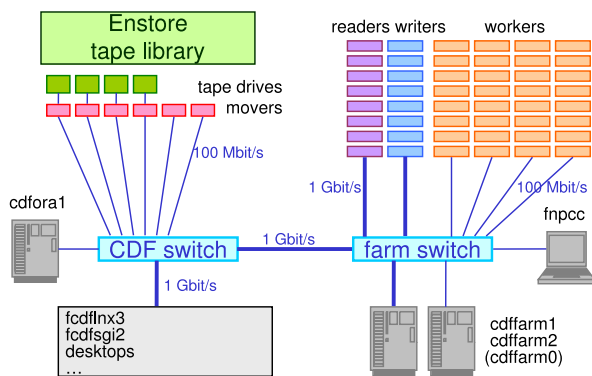 Enstore
tape library
readers writers
workers
tape drives
movers
100 Mbit/s
1 Gbit/s
100 Mbit/s
cdfora1
fnpcc
CDF switch
1 Gbit/s
farm switch
1 Gbit/s
fcdflnx3
fcdfsgi2
desktops
...
cdffarm1
cdffarm2
(cdffarm0)